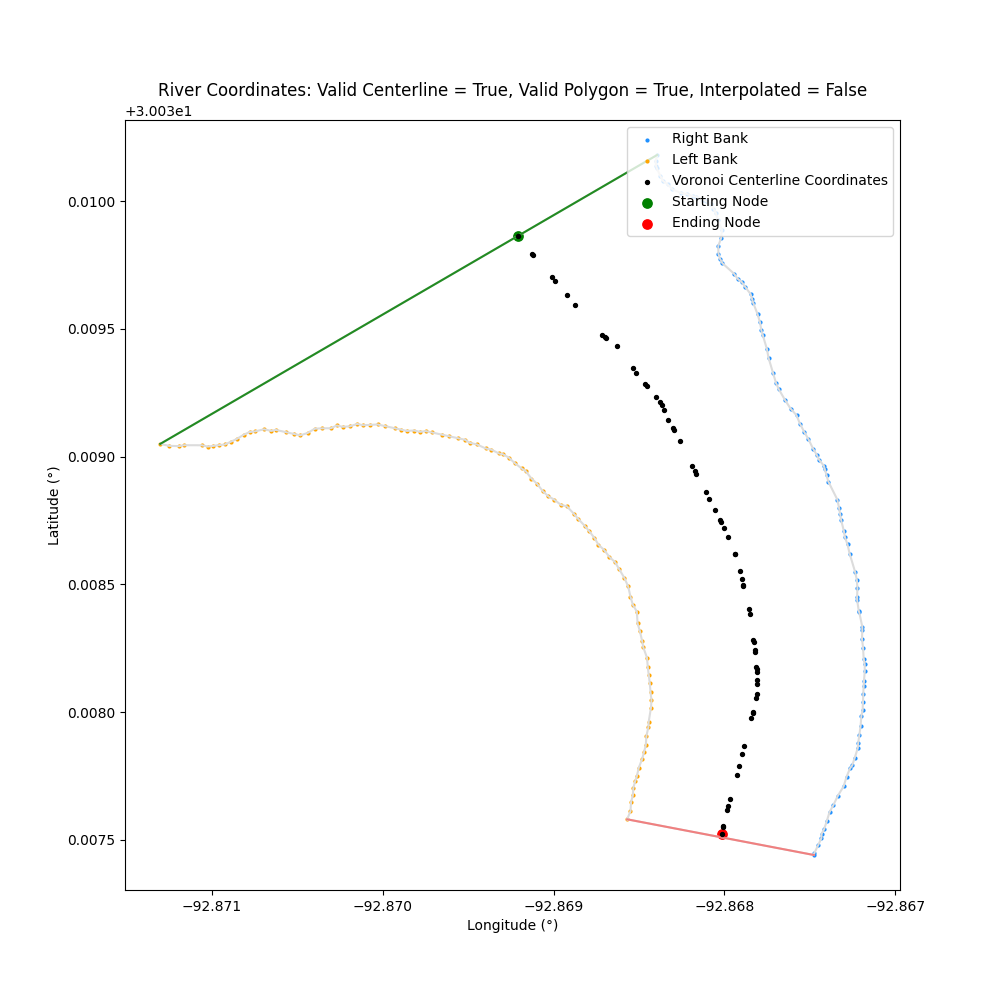 River Coordinates: Valid Centerline = True, Valid Polygon = True, Interpolated = False
+3.003e1
Right Bank
Left Bank
Voronoi Centerline Coordinates
Starting Node
Ending Node
0.0100
0.0095
0.0090
0.0085
0.0080
0.0075
Latitude (°)
−92.871
−92.870
−92.869
−92.868
−92.867
Longitude (°)